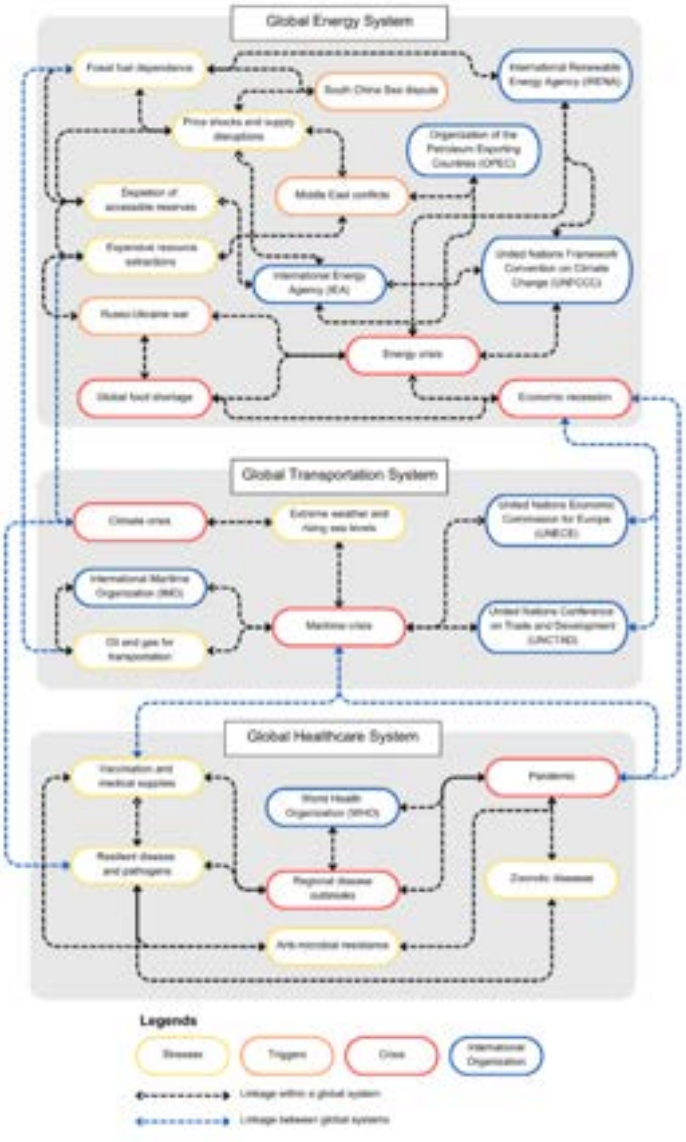 Global Energy System
Fossil fuel dependence
International Renewable
Energy Agency (IRENA)
South China Sea dispute
Price shocks and supply
disruptions
Organization of the
Petroleum Exporting
Countries (OPEC)
Depletion of
accessible reserves
Middle East conflicts
Expensive resource
extractions
International Energy
Agency (IEA)
United Nations Framework
Convention on Climate
Change (UNFCCC)
Russo-Ukraine war
Energy crisis
Global food shortage
Economic recession
Global Transportation System
Climate crisis
Extreme weather and
rising sea levels
United Nations Economic
Commission for Europe
(UNECE)
International Maritime
Organization (IMO)
Maritime crisis
United Nations Conference
on Trade and Development
(UNCTAD)
Oil and gas for
transportation
Global Healthcare System
Vaccination and
medical supplies
World Health
Organization (WHO)
Pandemic
Resilient disease
and pathogens
Regional disease
outbreaks
Zoonotic diseases
Anti-microbial resistance
Legends
Stresses
Triggers
Crisis
International
Organization
Linkage within a global system
Linkage between global systems